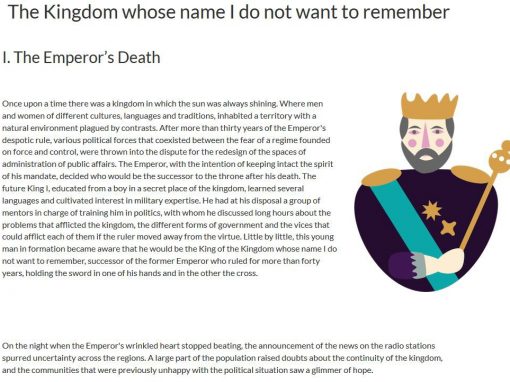 The Kingdom whose name I do not want to remember
I. The Emperor’s Death
Once upon a time there was a kingdom in which the sun was always shining. Where men
and women of different cultures, languages and traditions, inhabited a territory with a
natural environment plagued by contrasts. After more than thirty years of the Emperor's
despotic rule, various political forces that coexisted between the fear of a regime founded
on force and control, were thrown into the dispute for the redesign of the spaces of
administration of public affairs. The Emperor, with the intention of keeping intact the spirit
of his mandate, decided who would be the successor to the throne after his death. The
future King I, educated from a boy in a secret place of the kingdom, learned several
languages and cultivated interest in military expertise. He had at his disposal a group of
mentors in charge of training him in politics, with whom he discussed long hours about the
problems that afflicted the kingdom, the different forms of government and the vices that
could afflict each of them if the ruler moved away from the virtue. Little by little, this young
man in formation became aware that he would be the King of the Kingdom whose name I do
not want to remember, successor of the former Emperor who ruled for more than forty
years, holding the sword in one of his hands and in the other the cross.
On the night when the Emperor's wrinkled heart stopped beating, the announcement of the news on the radio stations
spurred uncertainty across the regions. A large part of the population raised doubts about the continuity of the kingdom,
and the communities that were previously unhappy with the political situation saw a glimmer of hope.